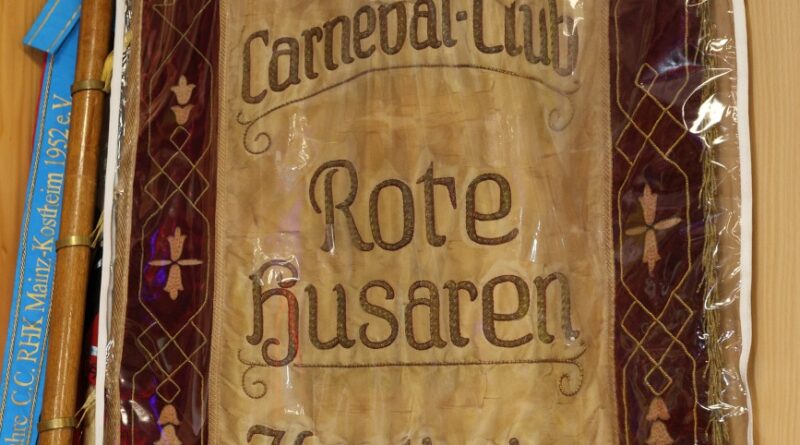 Carneval-Club
Rote
Husaren
C.C. RHK Mainz-Kostheim 1952 e.V.